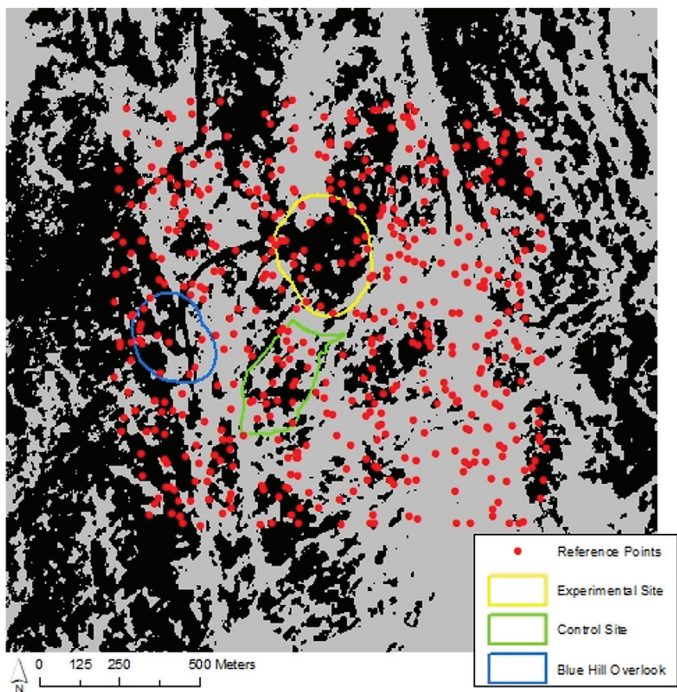 Reference Points
Experimental Site
Control Site
Blue Hill Overlook
0 125 250 500 Meters
N